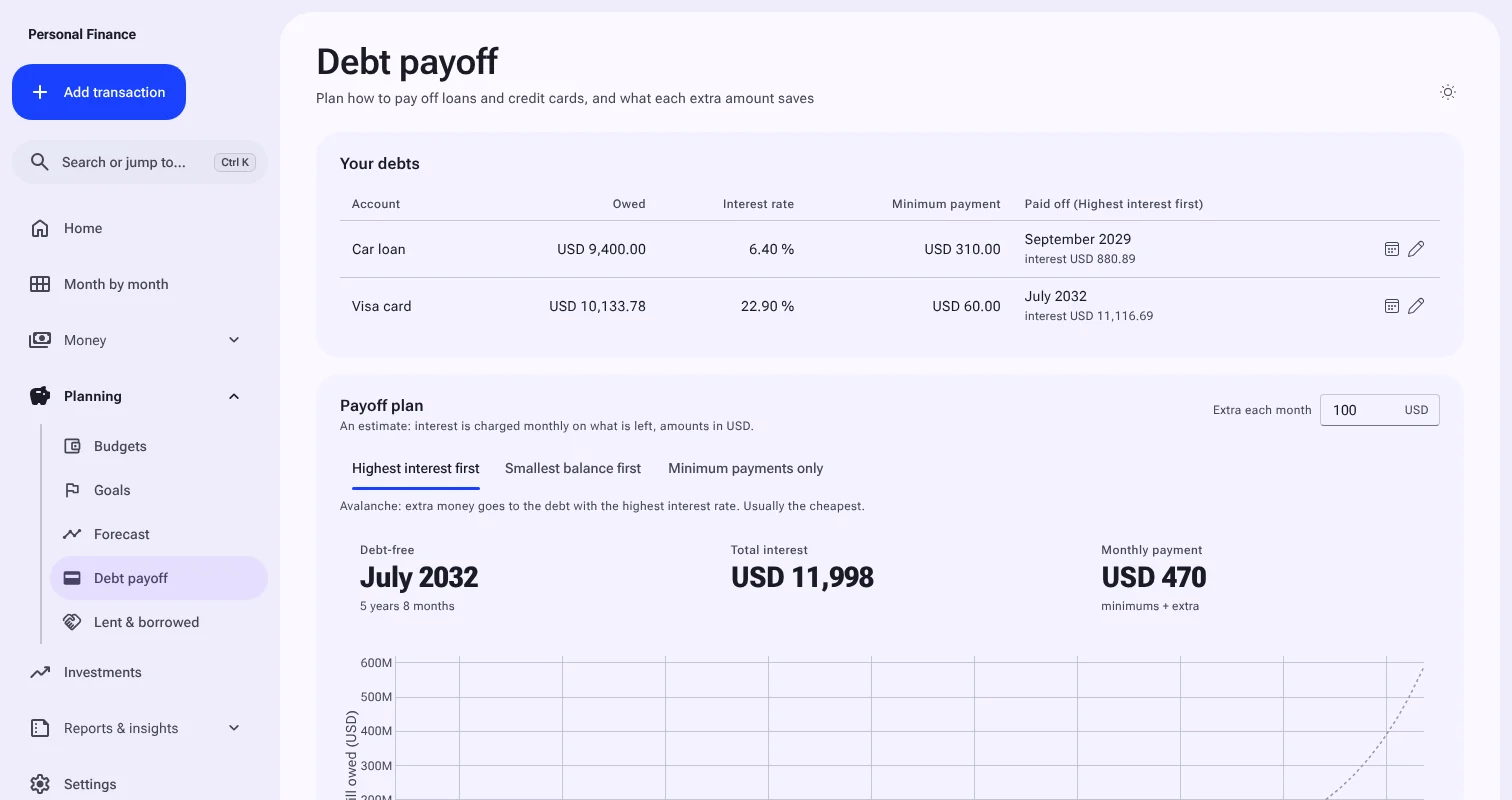 Personal Finance
Add transaction
Search or jump to...
Ctrl K
Home
Month by month
Money
Planning
Budgets
Goals
Forecast
Debt payoff
Lent & borrowed
Investments
Reports & insights
Settings
Debt payoff
Plan how to pay off loans and credit cards, and what each extra amount saves
Your debts
Account Owed Interest rate Minimum payment Paid off (Highest interest first)
Car loan USD 9,400.00 6.40 % USD 310.00 September 2029
interest USD 880.89
Visa card USD 10,133.78 22.90 % USD 60.00 July 2032
interest USD 11,116.69
Payoff plan
An estimate: interest is charged monthly on what is left, amounts in USD.
Extra each month 100 USD
Highest interest first Smallest balance first Minimum payments only
Avalanche: extra money goes to the debt with the highest interest rate. Usually the cheapest.
Debt-free
July 2032
5 years 8 months
Total interest
USD 11,998
Monthly payment
USD 470
minimums + extra
600M
500M
400M
300M
200M
owed (USD)